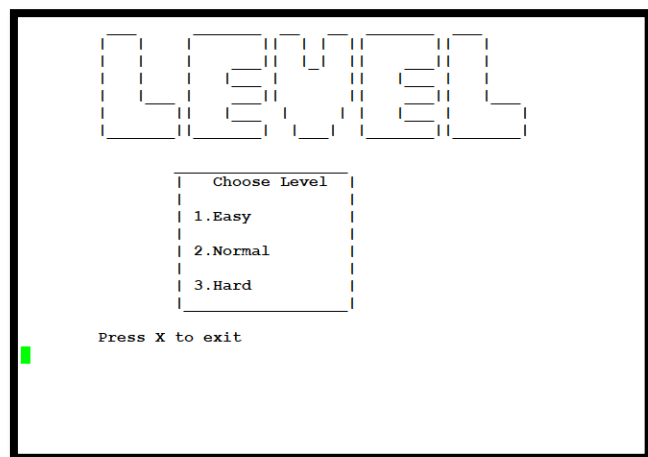 LEVEL
Choose Level
1.Easy
2.Normal
3.Hard
Press X to exit